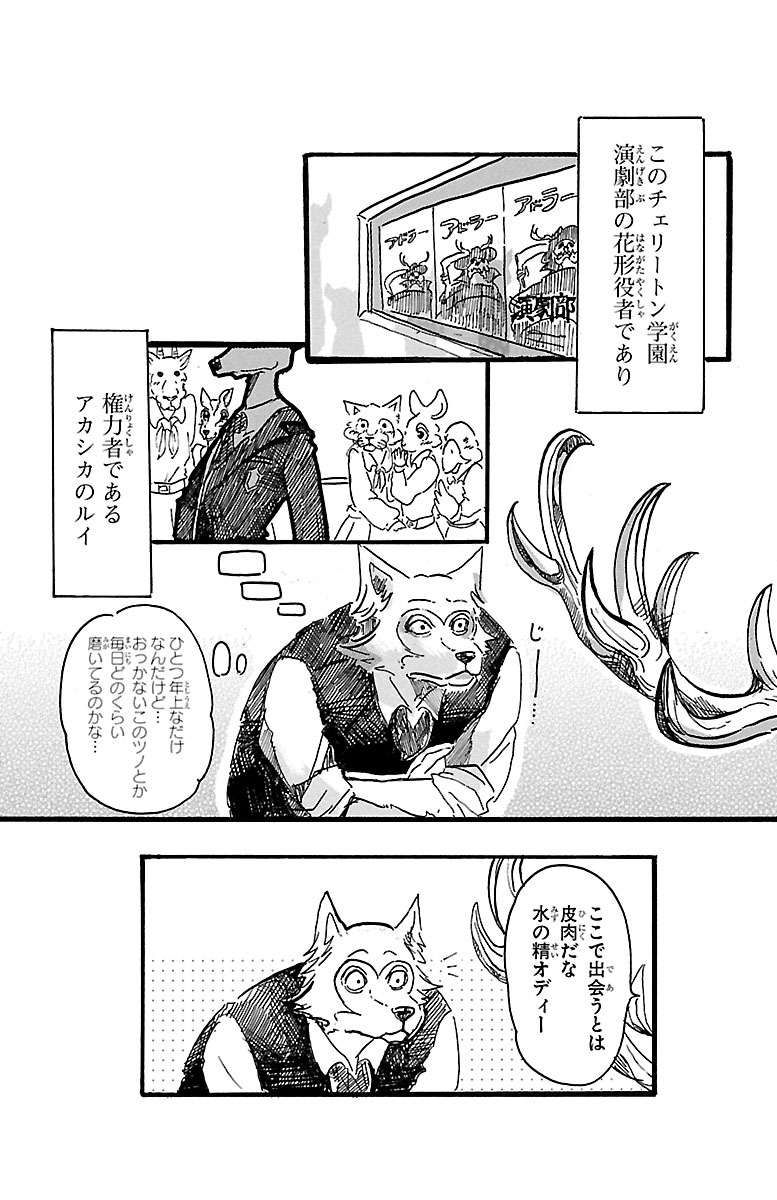 このチェリートン学園
演劇部の花形役者であり
アドラー
アドラー
アドラー
演劇部
権力者である
アカシカのルイ
じ――…
ひとつ年上なだけ
なんだけど…
おっかないこのツノとか
毎日どのくらい
磨いてるのかな…
ここで出会うとは
皮肉だな
水の精オディー